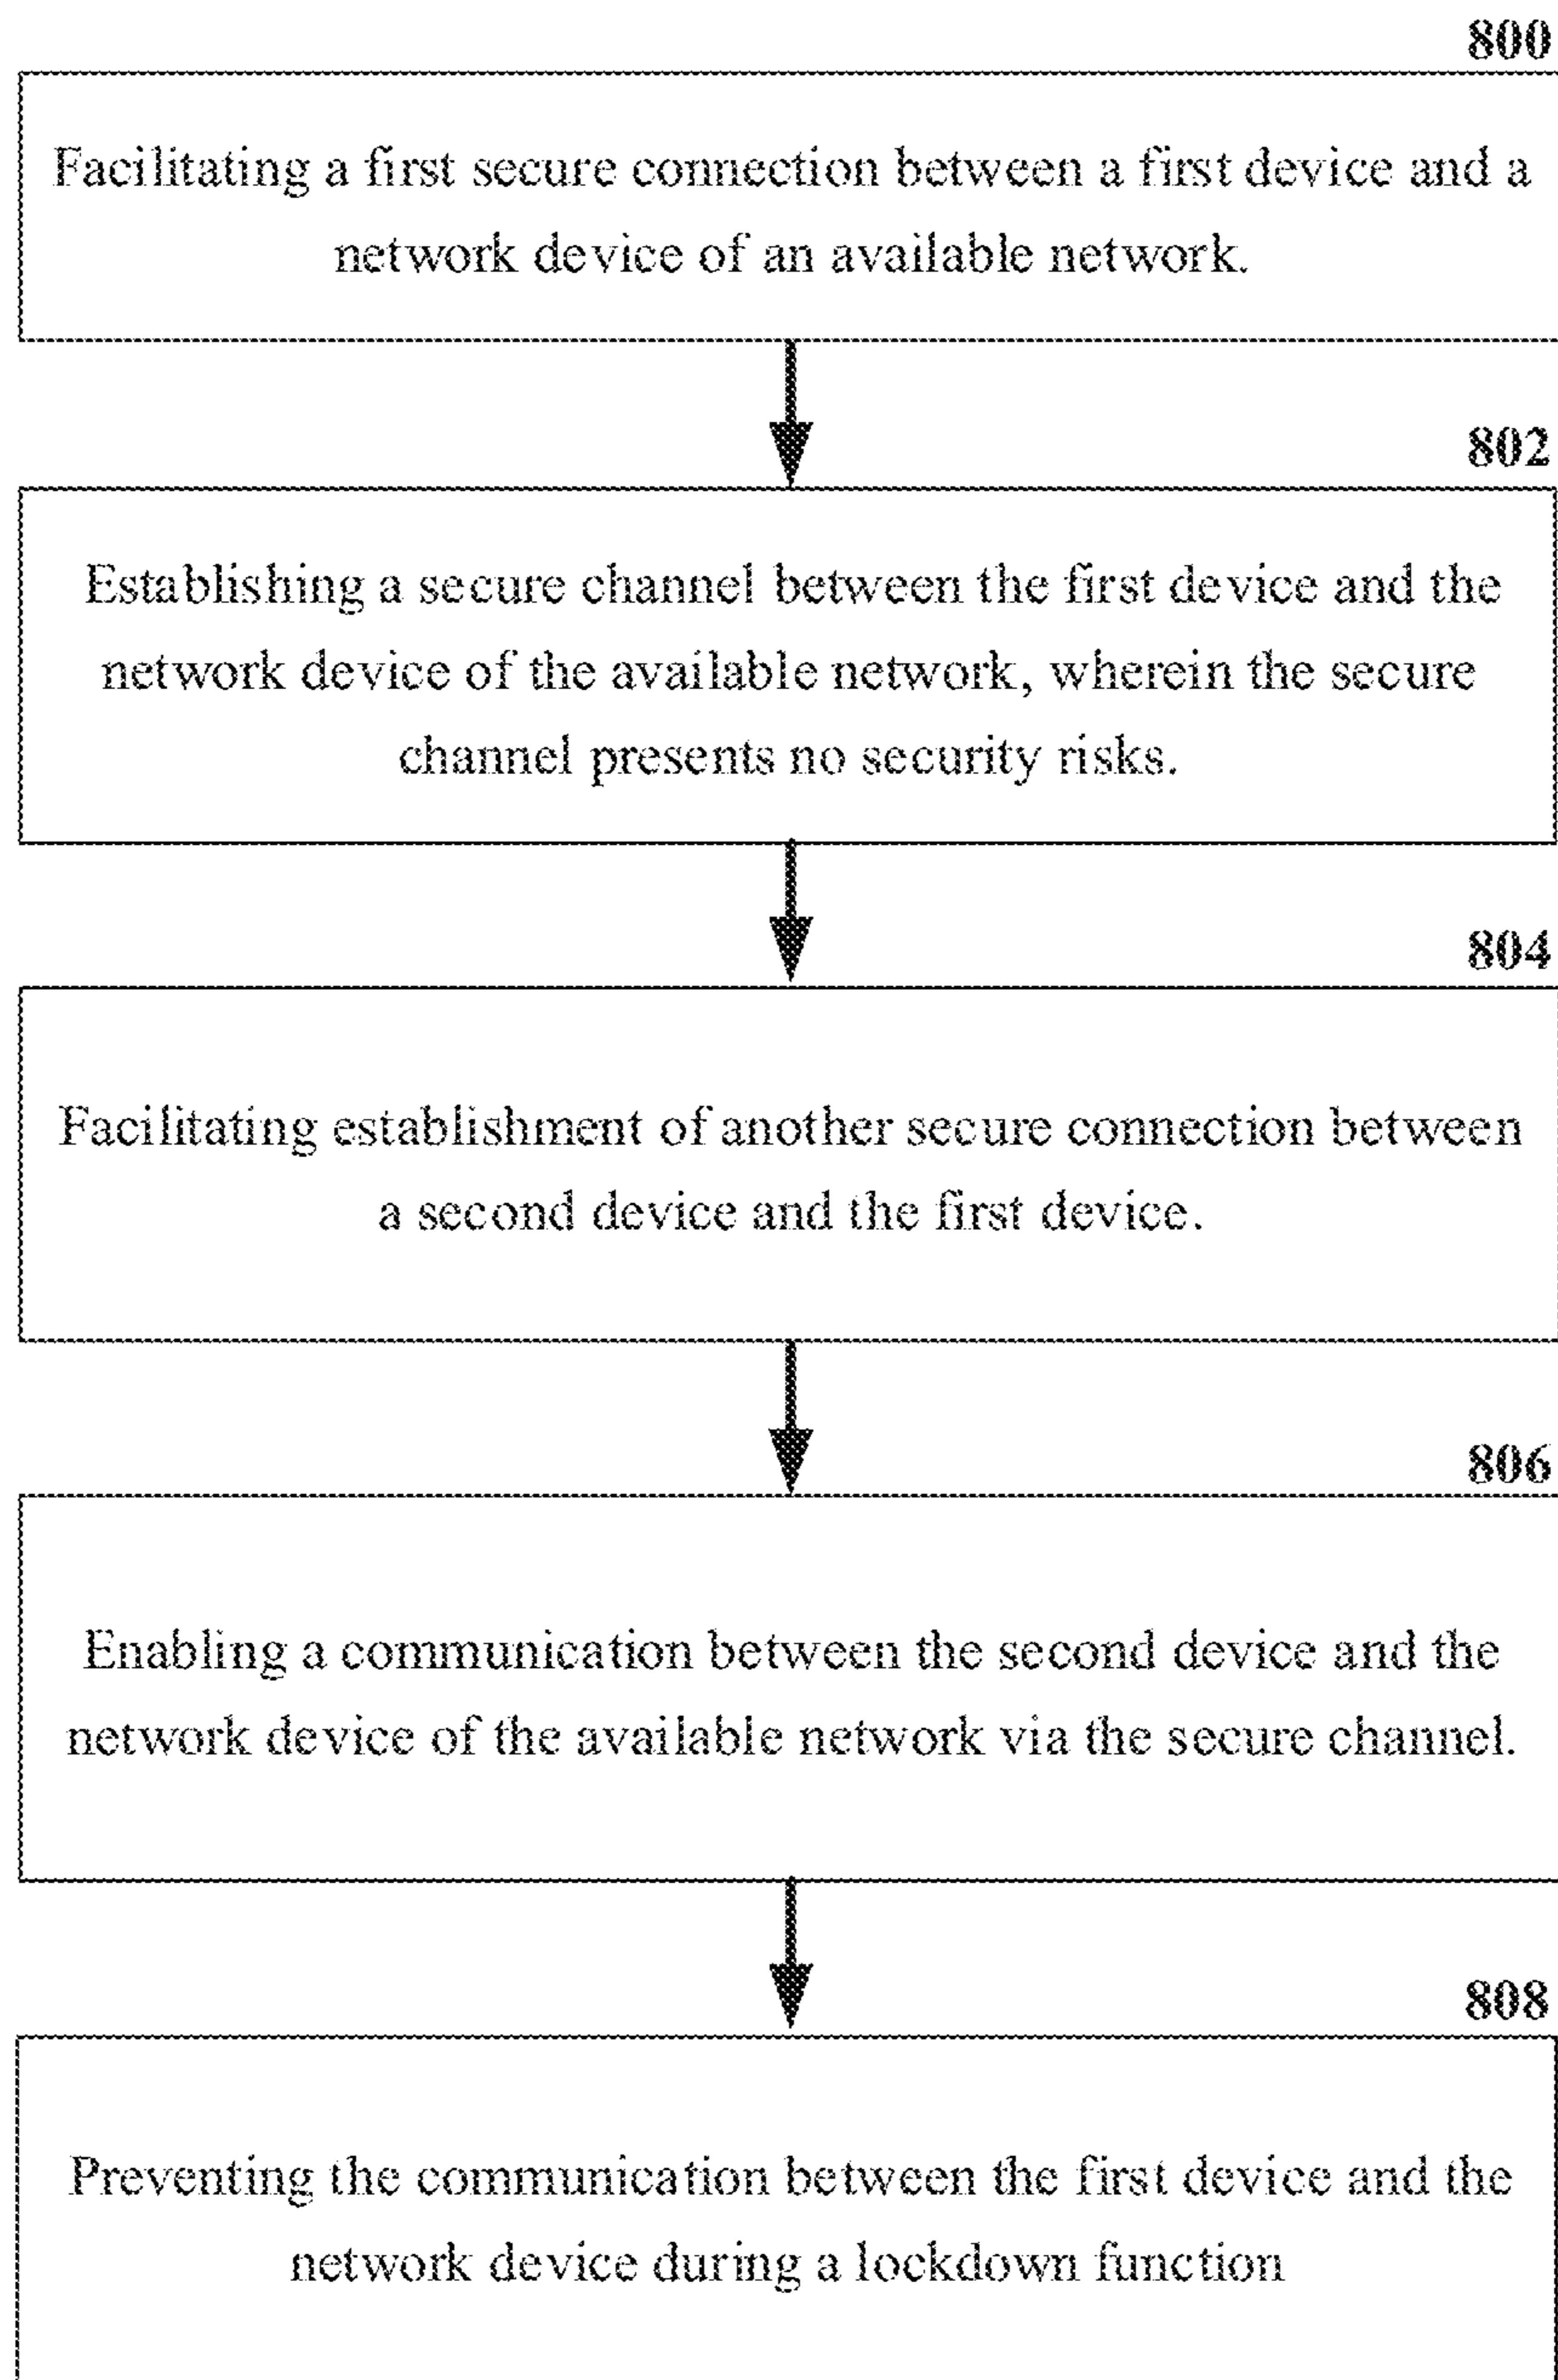 800
Facilitating a first secure connection between a first device and a
network device of an available network.
802
Establishing a secure channel between the first device and the
network device of the available network, wherein the secure
channel presents no security risks.
804
Facilitating establishment of another secure connection between
a second device and the first device.
806
Enabling a communication between the second device and the
network device of the available network via the secure channel.
808
Preventing the communication between the first device and the
network device during a lockdown function